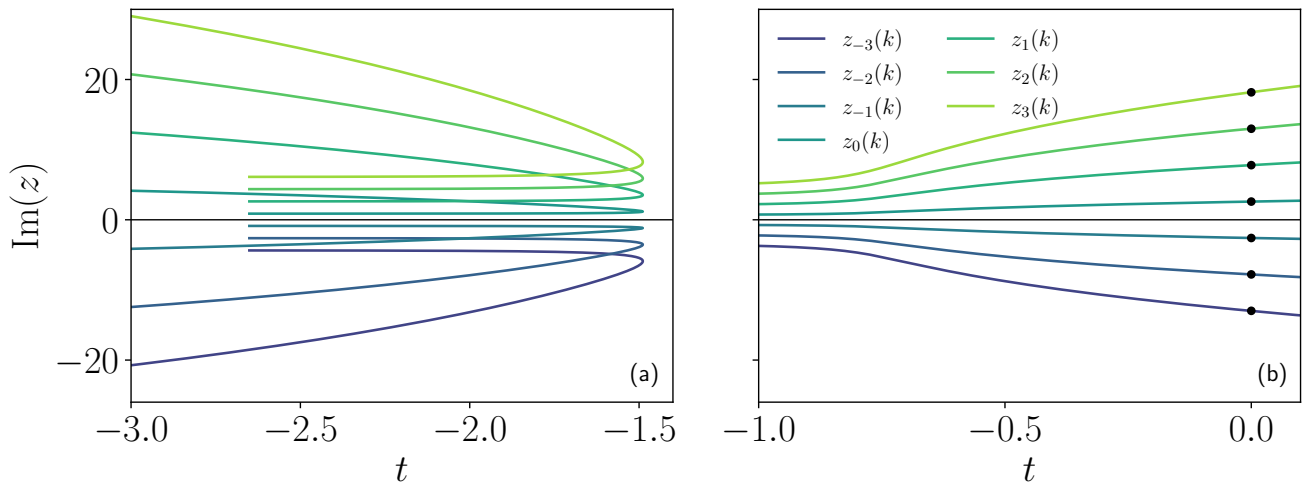 Im(z)
20
0
−20
−3.0
−2.5
−2.0
−1.5
t
(a)
z₋₃(k)
z₋₂(k)
z₋₁(k)
z₀(k)
z₁(k)
z₂(k)
z₃(k)
(b)
−1.0
−0.5
0.0
t